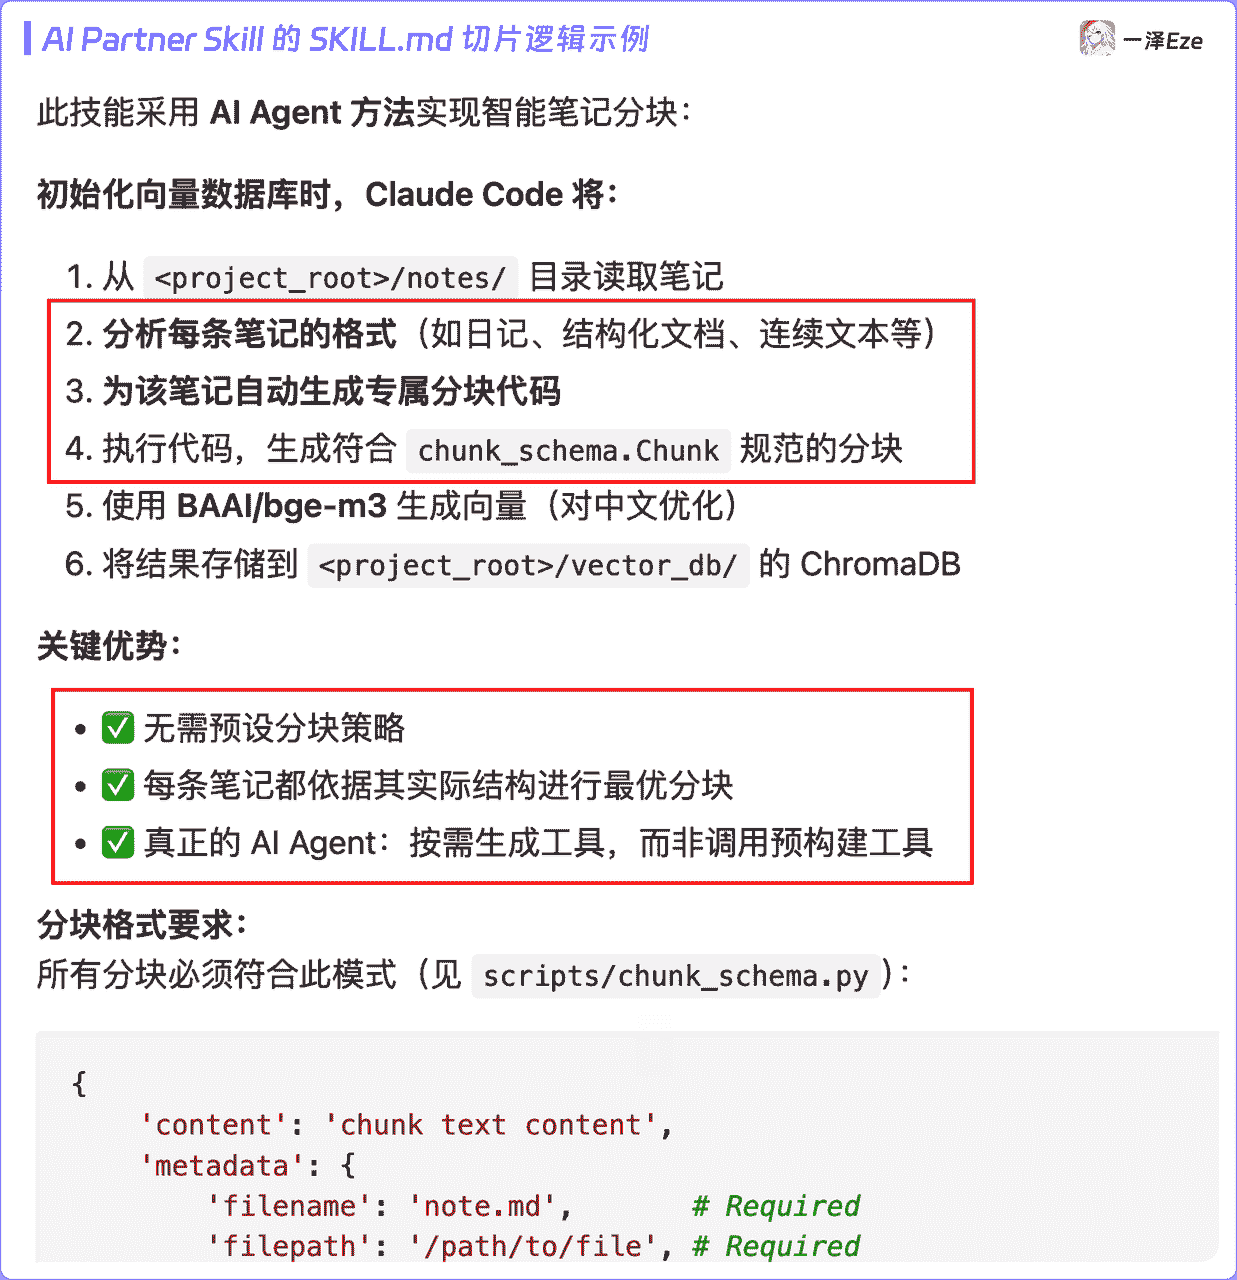 AI Partner Skill 的 SKILL.md 切片逻辑示例
一泽Eze
此技能采用 AI Agent 方法实现智能笔记分块：
初始化向量数据库时，Claude Code 将：
1. 从 <project_root>/notes/ 目录读取笔记
2. 分析每条笔记的格式（如日记、结构化文档、连续文本等）
3. 为该笔记自动生成专属分块代码
4. 执行代码，生成符合 chunk_schema.Chunk 规范的分块
5. 使用 BAAI/bge-m3 生成向量（对中文优化）
6. 将结果存储到 <project_root>/vector_db/ 的 ChromaDB
关键优势：
• ✅ 无需预设分块策略
• ✅ 每条笔记都依据其实际结构进行最优分块
• ✅ 真正的 AI Agent：按需生成工具，而非调用预构建工具
分块格式要求：
所有分块必须符合此模式（见 scripts/chunk_schema.py）：
{
    'content': 'chunk text content',
    'metadata': {
        'filename': 'note.md',       # Required
        'filepath': '/path/to/file', # Required